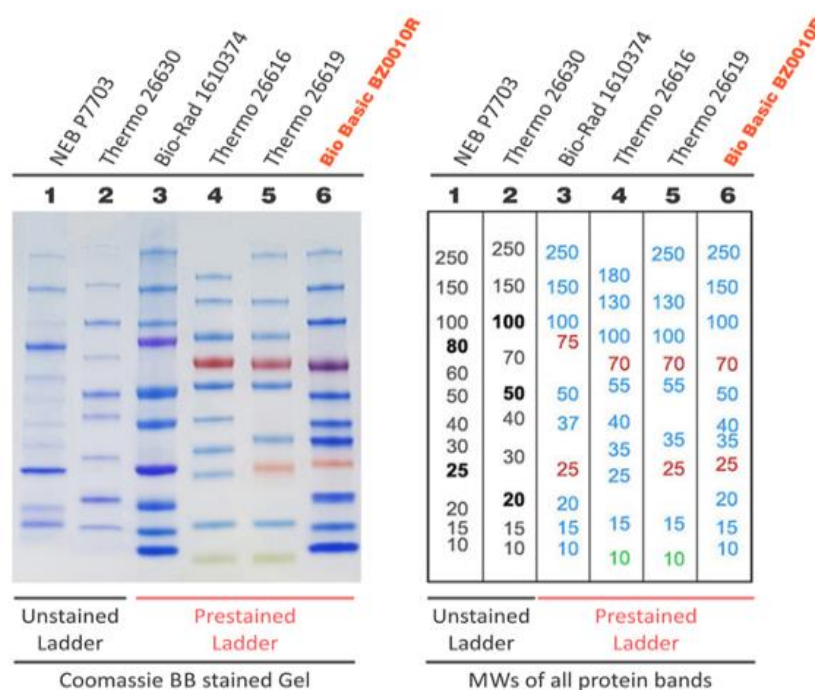 NEB P7703
Thermo 26630
Bio-Rad 1610374
Thermo 26616
Thermo 26619
Bio Basic BZ0010R
1 2 3 4 5 6
Unstained Ladder
Prestained Ladder
Coomassie BB stained Gel
NEB P7703
Thermo 26630
Bio-Rad 1610374
Thermo 26616
Thermo 26619
Bio Basic BZ0010R
1 2 3 4 5 6
250 250 250 250 250
180
150 150 150 130 130 150
100 100 100 100 100 100
80 75
60 70 70 70 70
50 50 50 55 55 50
40 40 37 40 40
30 30 35 35 35
25 25 25 25 25
20 20 20 20
15 15 15 15 15 15
10 10 10 10 10 10
Unstained Ladder
Prestained Ladder
MWs of all protein bands